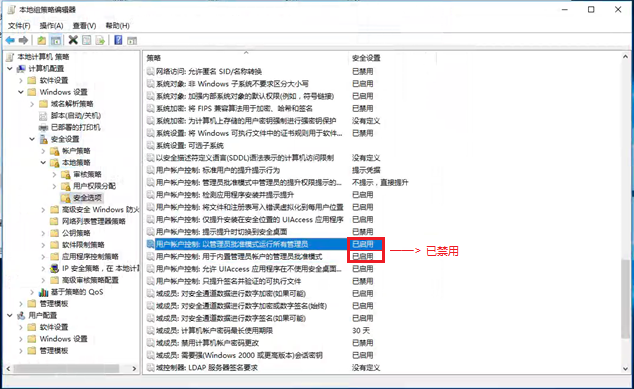 本地组策略编辑器
文件(F) 操作(A) 查看(V) 帮助(H)
本地计算机 策略
计算机配置
软件设置
Windows 设置
域名解析策略
脚本(启动/关机)
已部署的打印机
安全设置
帐户策略
本地策略
审核策略
用户权限分配
安全选项
高级安全 Windows 防火
网络列表管理器策略
公钥策略
软件限制策略
应用程序控制策略
IP 安全策略，在 本地计
高级审核策略配置
基于策略的 QoS
管理模板
用户配置
软件设置
Windows 设置
管理模板
策略 安全设置
网络访问: 允许匿名 SID/名称转换 已禁用
系统对象: 非 Windows 子系统不要求区分大小写 已启用
系统对象: 加强内部系统对象的默认权限(例如，符号链接) 已启用
系统加密: 将 FIPS 兼容算法用于加密、哈希和签名 已禁用
系统加密: 为计算机上存储的用户密钥强制进行强密钥保护 没有定义
系统设置: 将 Windows 可执行文件中的证书规则用于软件... 已禁用
系统设置: 可选子系统
以安全描述符定义语言(SDDL)语法表示的计算机访问限制 没有定义
用户帐户控制: 标准用户的提升提示行为 提示凭据
用户帐户控制: 管理员批准模式中管理员的提升权限提示的... 不提示，直接提升
用户帐户控制: 检测应用程序安装并提示提升 已启用
用户帐户控制: 将文件和注册表写入错误虚拟化到每用户位置 已启用
用户帐户控制: 仅提升安装在安全位置的 UIAccess 应用程序 已启用
用户帐户控制: 提示提升时切换到安全桌面 已禁用
用户帐户控制: 以管理员批准模式运行所有管理员 已启用
——> 已禁用
用户帐户控制: 用于内置管理员帐户的管理员批准模式 已启用
用户帐户控制: 允许 UIAccess 应用程序在不使用安全桌面... 已禁用
用户帐户控制: 只提升签名并验证的可执行文件 已禁用
域成员: 对安全通道数据进行数字加密(如果可能) 已启用
域成员: 对安全通道数据进行数字加密或数字签名(始终) 已启用
域成员: 对安全通道数据进行数字签名(如果可能) 已启用
域成员: 计算机帐户密码最长使用期限 30 天
域成员: 禁用计算机帐户密码更改 已禁用
域成员: 需要强(Windows 2000 或更高版本)会话密钥 已启用
域控制器: LDAP 服务器签名要求 没有定义